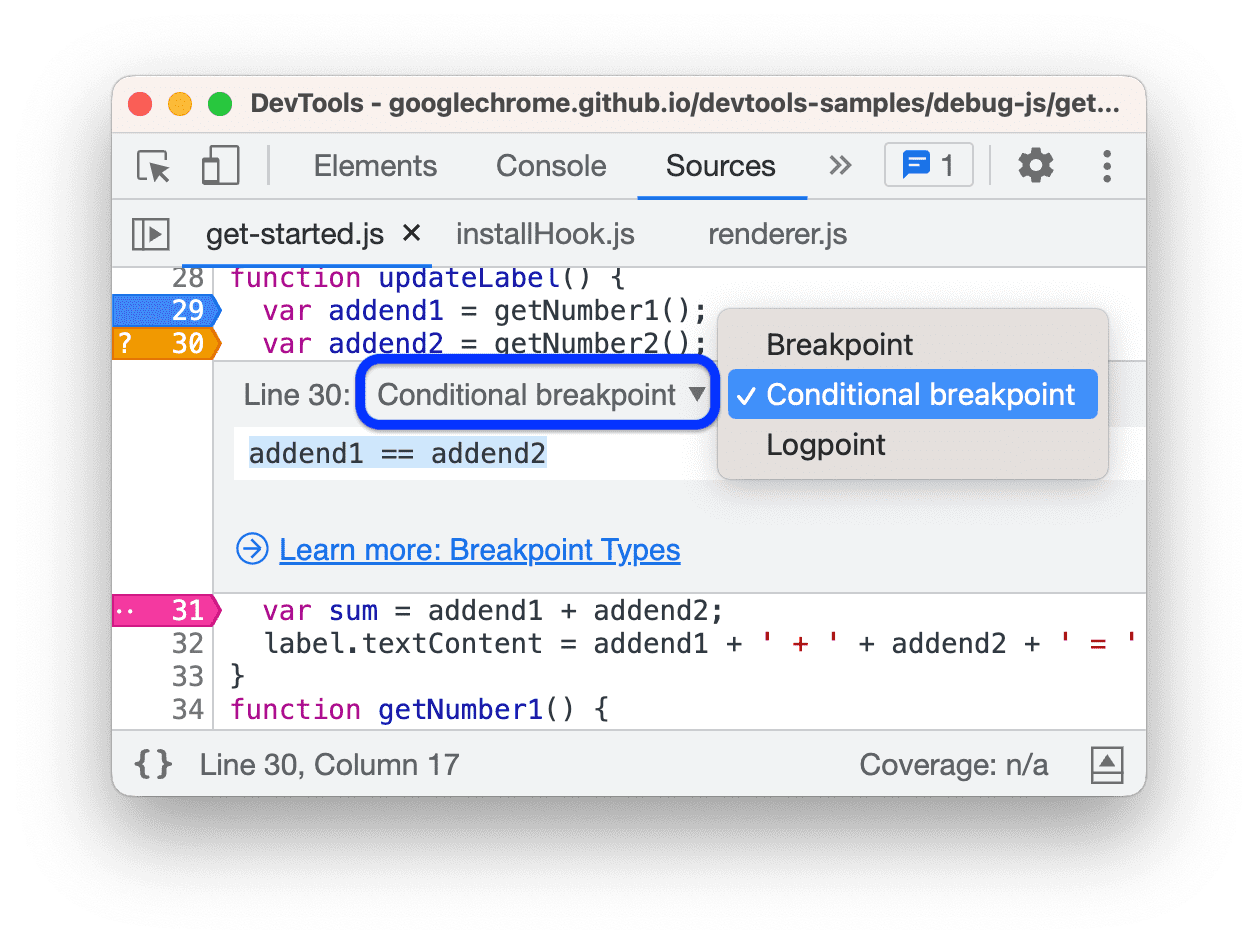 DevTools - googlechrome.github.io/devtools-samples/debug-js/get...
Elements Console Sources » 1
get-started.js × installHook.js renderer.js
28 function updateLabel() {
29 var addend1 = getNumber1();
? 30 var addend2 = getNumber2();
Line 30: Conditional breakpoint ▼
Breakpoint
✓ Conditional breakpoint
Logpoint
addend1 == addend2
Learn more: Breakpoint Types
·· 31 var sum = addend1 + addend2;
32 label.textContent = addend1 + ' + ' + addend2 + ' = '
33 }
34 function getNumber1() {
{} Line 30, Column 17 Coverage: n/a